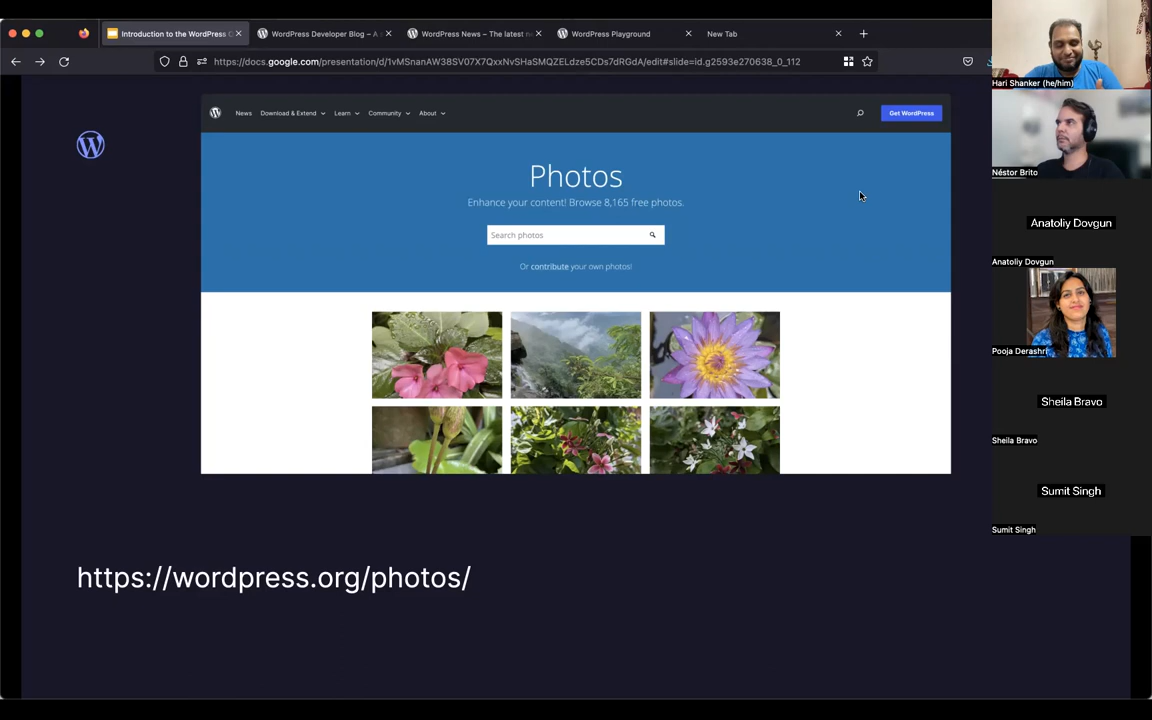 Introduction to the WordPress C
WordPress Developer Blog – A
WordPress News – The latest n
WordPress Playground
New Tab
https://docs.google.com/presentation/d/1vMSnanAW38SV07X7QxxNvSHaSMQZELdze5CDs7dRGdA/edit#slide=id.g2593e270638_0_112
News Download & Extend Learn Community About
Get WordPress
Photos
Enhance your content! Browse 8,165 free photos.
Search photos
Or contribute your own photos!
https://wordpress.org/photos/
Hari Shanker (he/him)
Néstor Brito
Anatoliy Dovgun
Anatoliy Dovgun
Pooja Derashri
Sheila Bravo
Sheila Bravo
Sumit Singh
Sumit Singh